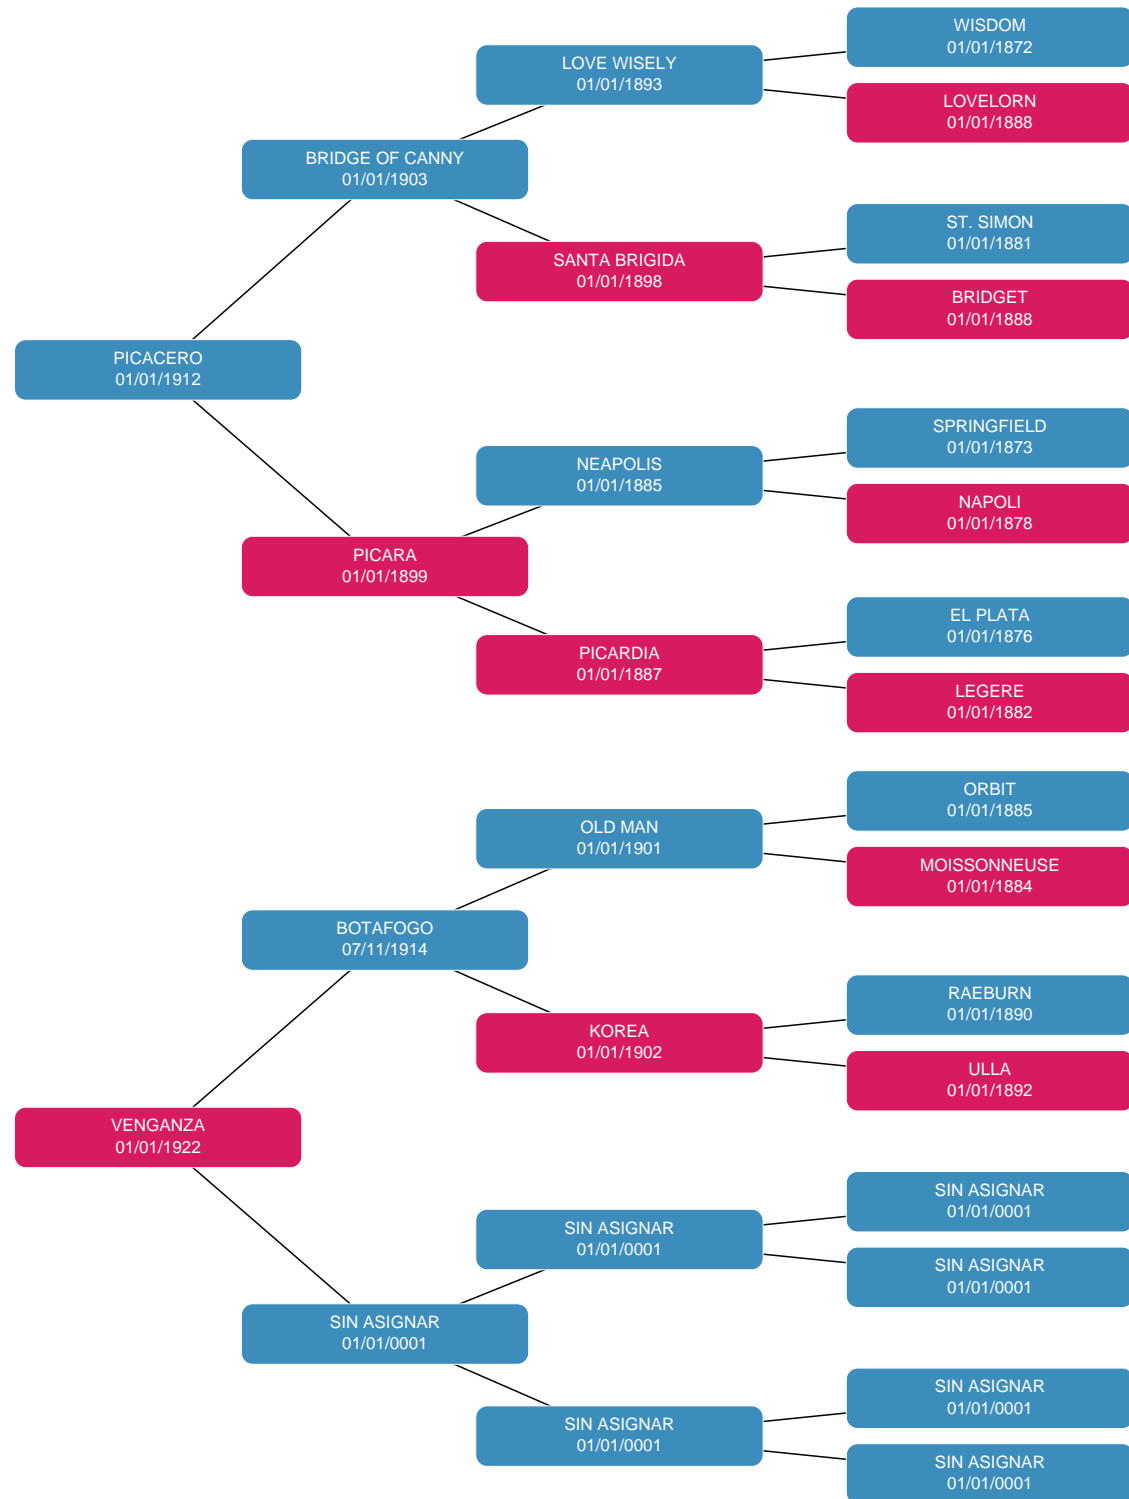 WISDOM
01/01/1872
LOVE WISELY
01/01/1893
LOVELORN
01/01/1888
BRIDGE OF CANNY
01/01/1903
ST. SIMON
01/01/1881
SANTA BRIGIDA
01/01/1898
BRIDGET
01/01/1888
PICACERO
01/01/1912
SPRINGFIELD
01/01/1873
NEAPOLIS
01/01/1885
NAPOLI
01/01/1878
PICARA
01/01/1899
EL PLATA
01/01/1876
PICARDIA
01/01/1887
LEGERE
01/01/1882
ORBIT
01/01/1885
OLD MAN
01/01/1901
MOISSONNEUSE
01/01/1884
BOTAFOGO
07/11/1914
RAEBURN
01/01/1890
KOREA
01/01/1902
ULLA
01/01/1892
VENGANZA
01/01/1922
SIN ASIGNAR
01/01/0001
SIN ASIGNAR
01/01/0001
SIN ASIGNAR
01/01/0001
SIN ASIGNAR
01/01/0001
SIN ASIGNAR
01/01/0001
SIN ASIGNAR
01/01/0001
SIN ASIGNAR
01/01/0001